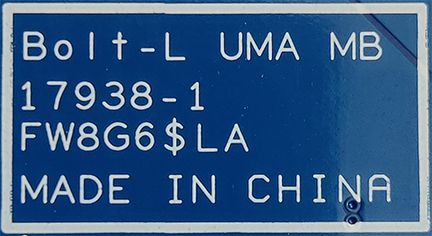 Bolt-L UMA MB
17938-1
FW8G6$LA
MADE IN CHINA